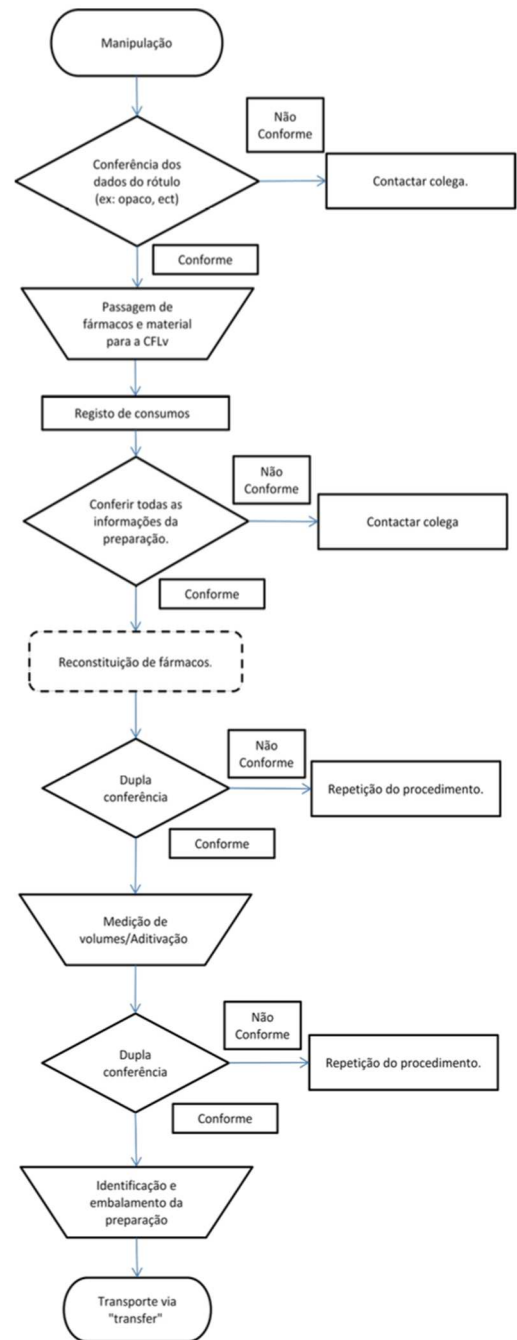 Manipulação
Não
Conforme
Conferência dos
dados do rótulo
(ex: opaco, ect)
Contactar colega.
Conforme
Passagem de
fármacos e material
para a CFLv
Registo de consumos
Não
Conforme
Conferir todas as
informações da
preparação.
Contactar colega
Conforme
Reconstituição de fármacos.
Não
Conforme
Dupla
conferência
Repetição do procedimento.
Conforme
Medição de
volumes/Aditivação
Não
Conforme
Dupla
conferência
Repetição do procedimento.
Conforme
Identificação e
embalamento da
preparação
Transporte via
"transfer"